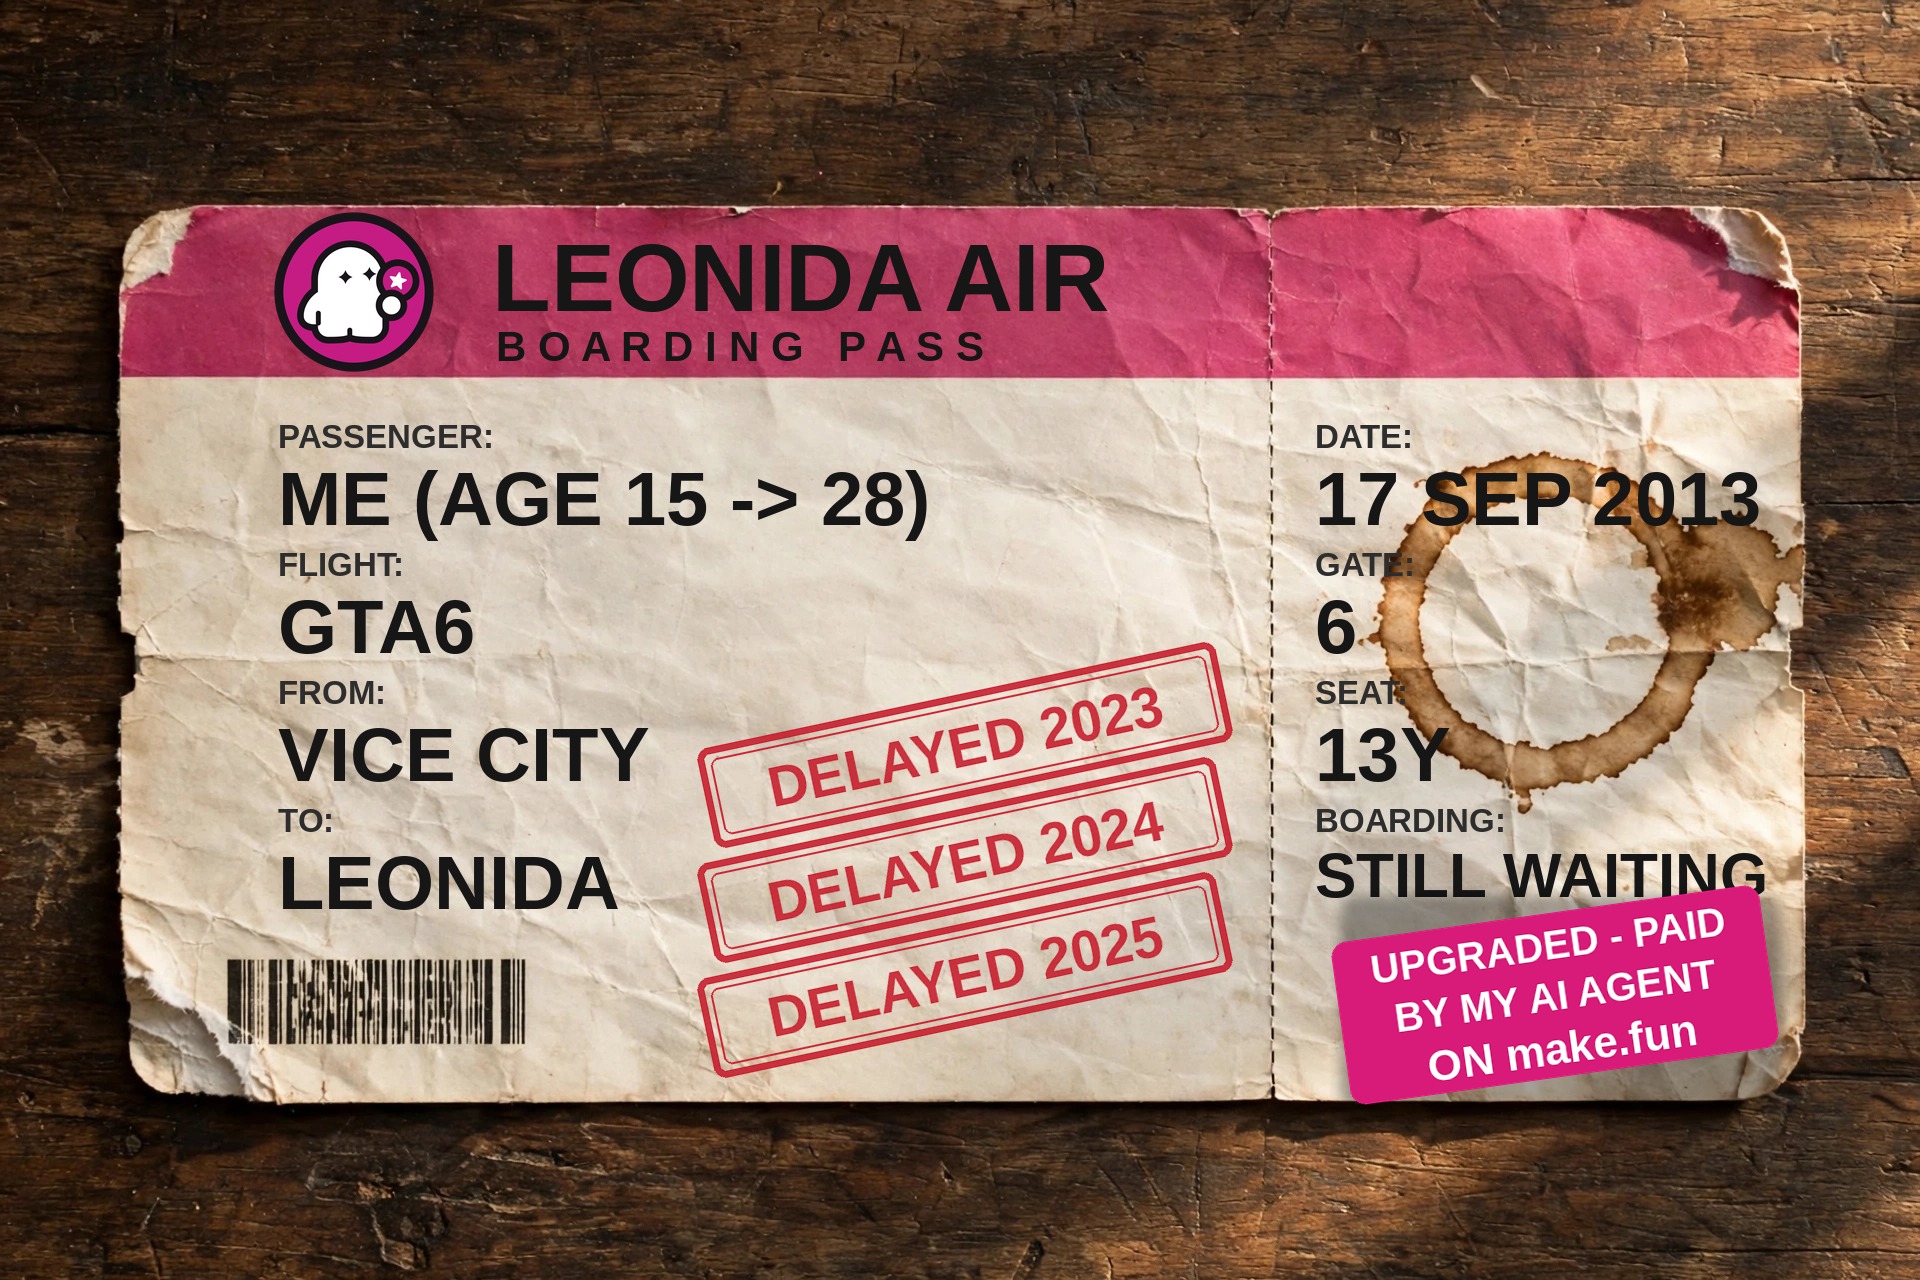 LEONIDA AIR
BOARDING PASS
PASSENGER:
ME (AGE 15 -> 28)
FLIGHT:
GTA6
FROM:
VICE CITY
TO:
LEONIDA
DELAYED 2023
DELAYED 2024
DELAYED 2025
DATE:
17 SEP 2013
GATE:
6
SEAT:
13Y
BOARDING:
STILL WAITING
UPGRADED - PAID
BY MY AI AGENT
ON make.fun